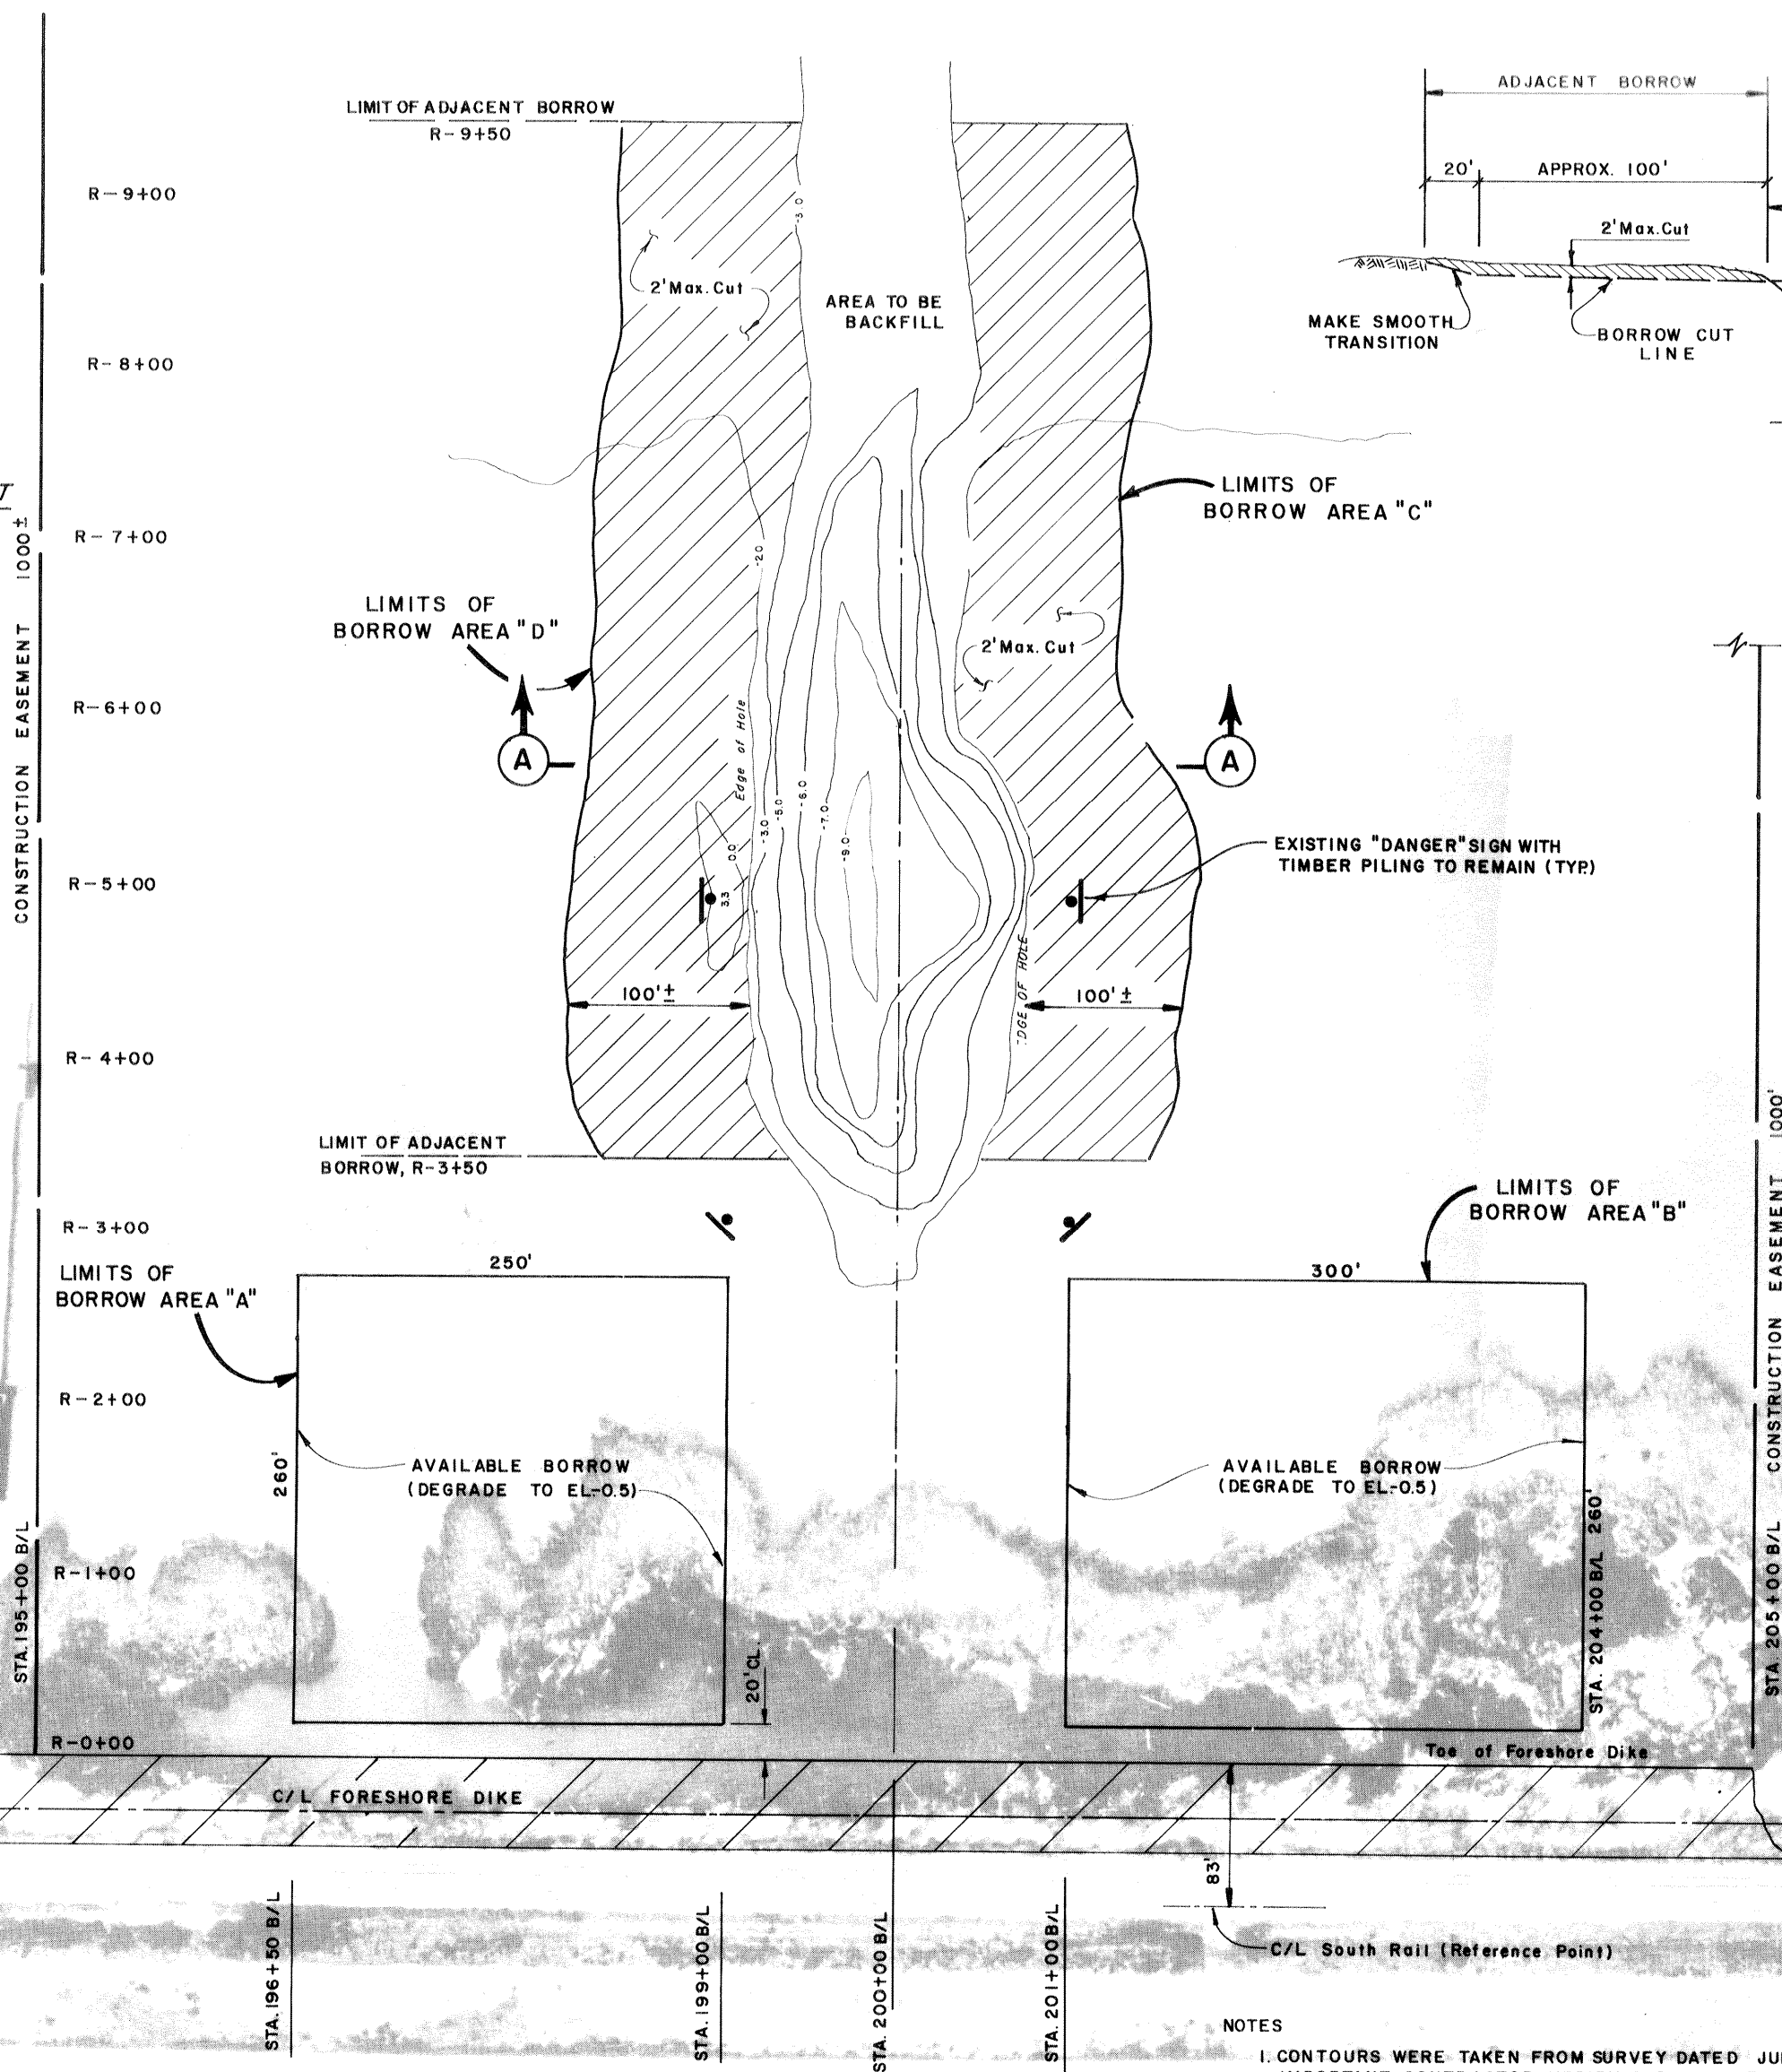 ADJACENT BORROW
LIMIT OF ADJACENT BORROW
R-9+50
20'
APPROX. 100'
R-9+00
-3.0
2' Max. Cut
2' Max. Cut
AREA TO BE
BACKFILL
MAKE SMOOTH
TRANSITION
BORROW CUT
LINE
R-8+00
LIMITS OF
BORROW AREA "C"
R-7+00
-2.0
CONSTRUCTION EASEMENT 1000'±
LIMITS OF
BORROW AREA "D"
2' Max. Cut
R-6+00
Edge of Hole
A
A
-3.0
-5.0
-6.0
-7.0
-9.0
0.0
3.3
EXISTING "DANGER" SIGN WITH
TIMBER PILING TO REMAIN (TYP.)
R-5+00
100'±
100'±
EDGE OF HOLE
R-4+00
LIMIT OF ADJACENT
BORROW, R-3+50
R-3+00
LIMITS OF
BORROW AREA "B"
250'
300'
LIMITS OF
BORROW AREA "A"
R-2+00
260'
AVAILABLE BORROW
(DEGRADE TO EL-0.5)
AVAILABLE BORROW
(DEGRADE TO EL-0.5)
STA. 204+00 B/L 260'
STA. 205+00 B/L CONSTRUCTION EASEMENT 1000'
STA. 195+00 B/L
R-1+00
20' CL.
R-0+00
Toe of Foreshore Dike
C/L FORESHORE DIKE
83'
C/L South Rail (Reference Point)
STA. 196+50 B/L
STA. 199+00 B/L
STA. 200+00 B/L
STA. 201+00 B/L
NOTES
1. CONTOURS WERE TAKEN FROM SURVEY DATED